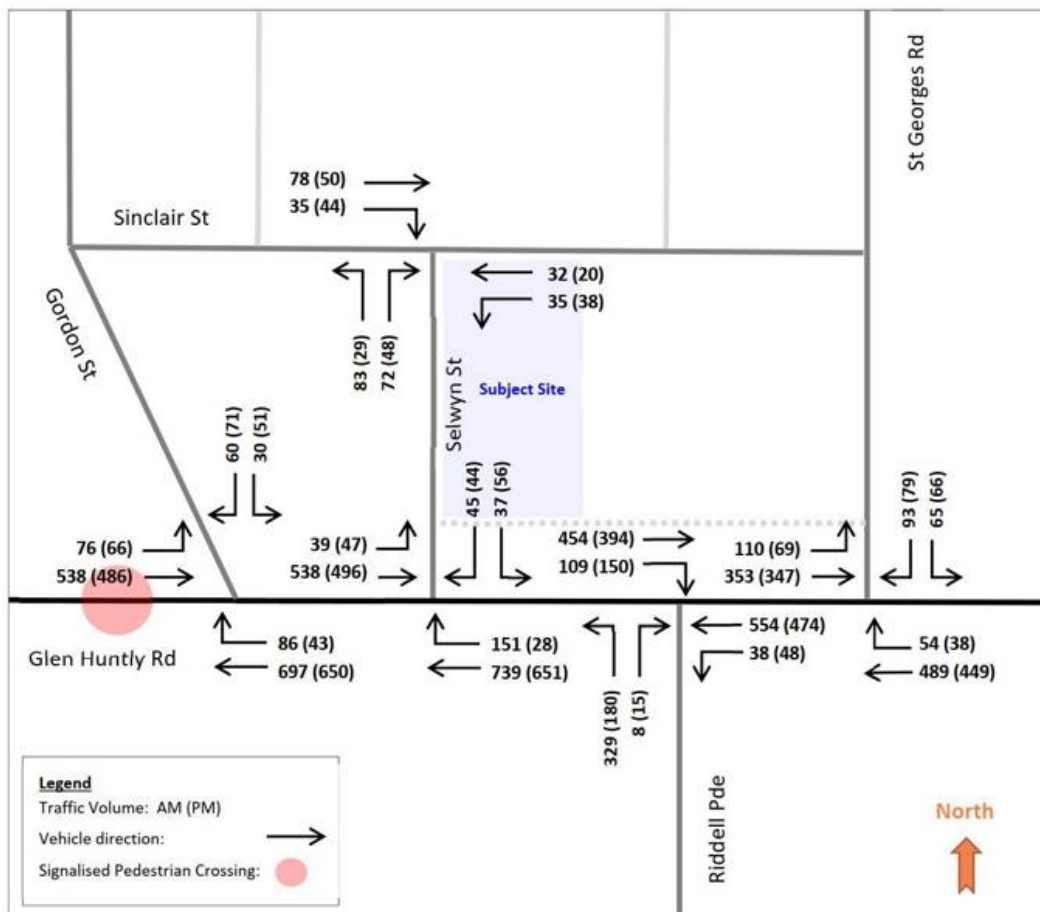 St Georges Rd
78 (50)
35 (44)
Sinclair St
32 (20)
35 (38)
Gordon St
83 (29)
72 (48)
Selwyn St
Subject Site
60 (71)
30 (51)
45 (44)
37 (56)
93 (79)
65 (66)
76 (66)
538 (486)
39 (47)
538 (496)
454 (394)
109 (150)
110 (69)
353 (347)
Glen Huntly Rd
86 (43)
697 (650)
151 (28)
739 (651)
554 (474)
38 (48)
54 (38)
489 (449)
329 (180)
8 (15)
Riddell Pde
Legend
Traffic Volume: AM (PM)
Vehicle direction:
Signalised Pedestrian Crossing:
North